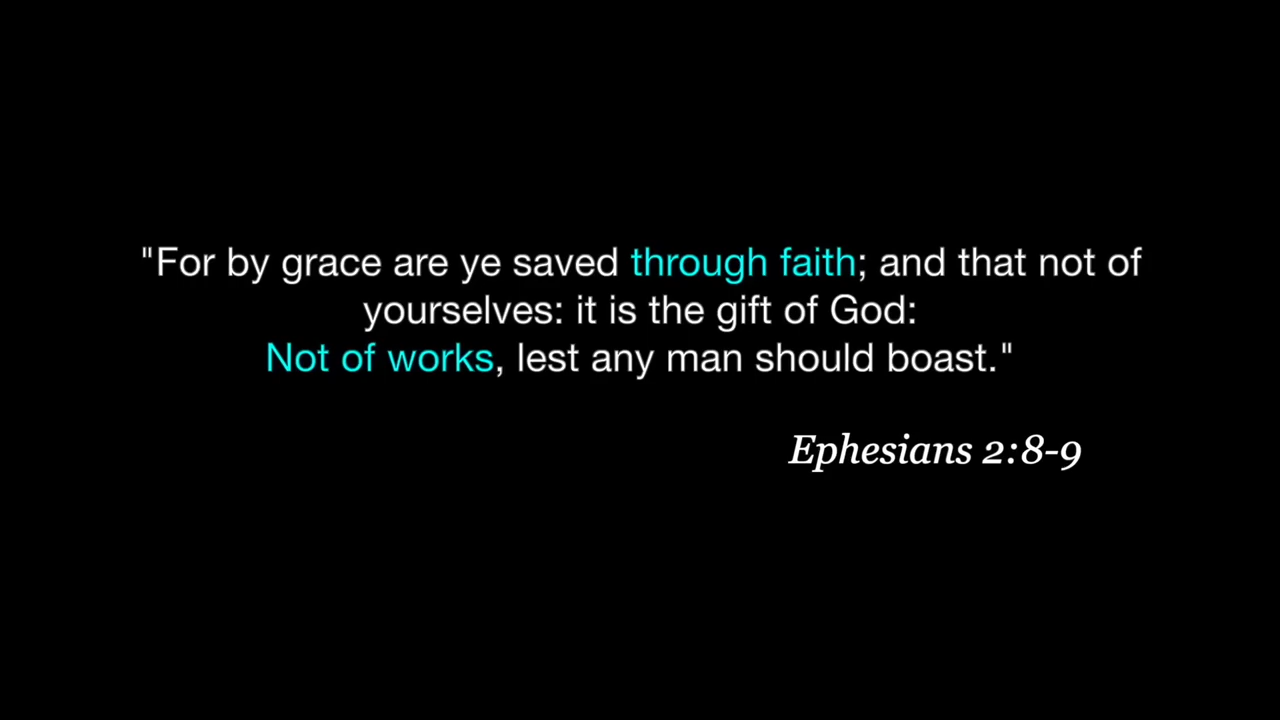 "For by grace are ye saved through faith; and that not of
yourselves: it is the gift of God:
Not of works, lest any man should boast."
Ephesians 2:8-9